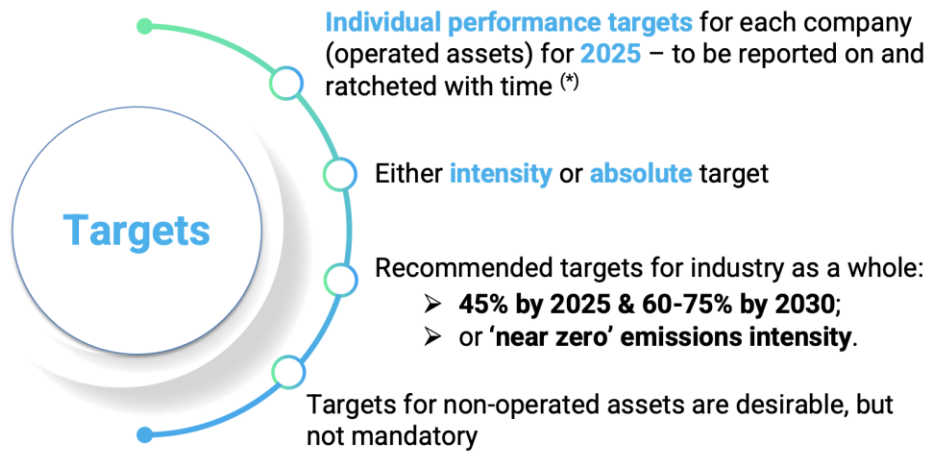 Individual performance targets for each company
(operated assets) for 2025 – to be reported on and
ratcheted with time (*)
Either intensity or absolute target
Targets
Recommended targets for industry as a whole:
➢ 45% by 2025 & 60-75% by 2030;
➢ or ‘near zero’ emissions intensity.
Targets for non-operated assets are desirable, but
not mandatory